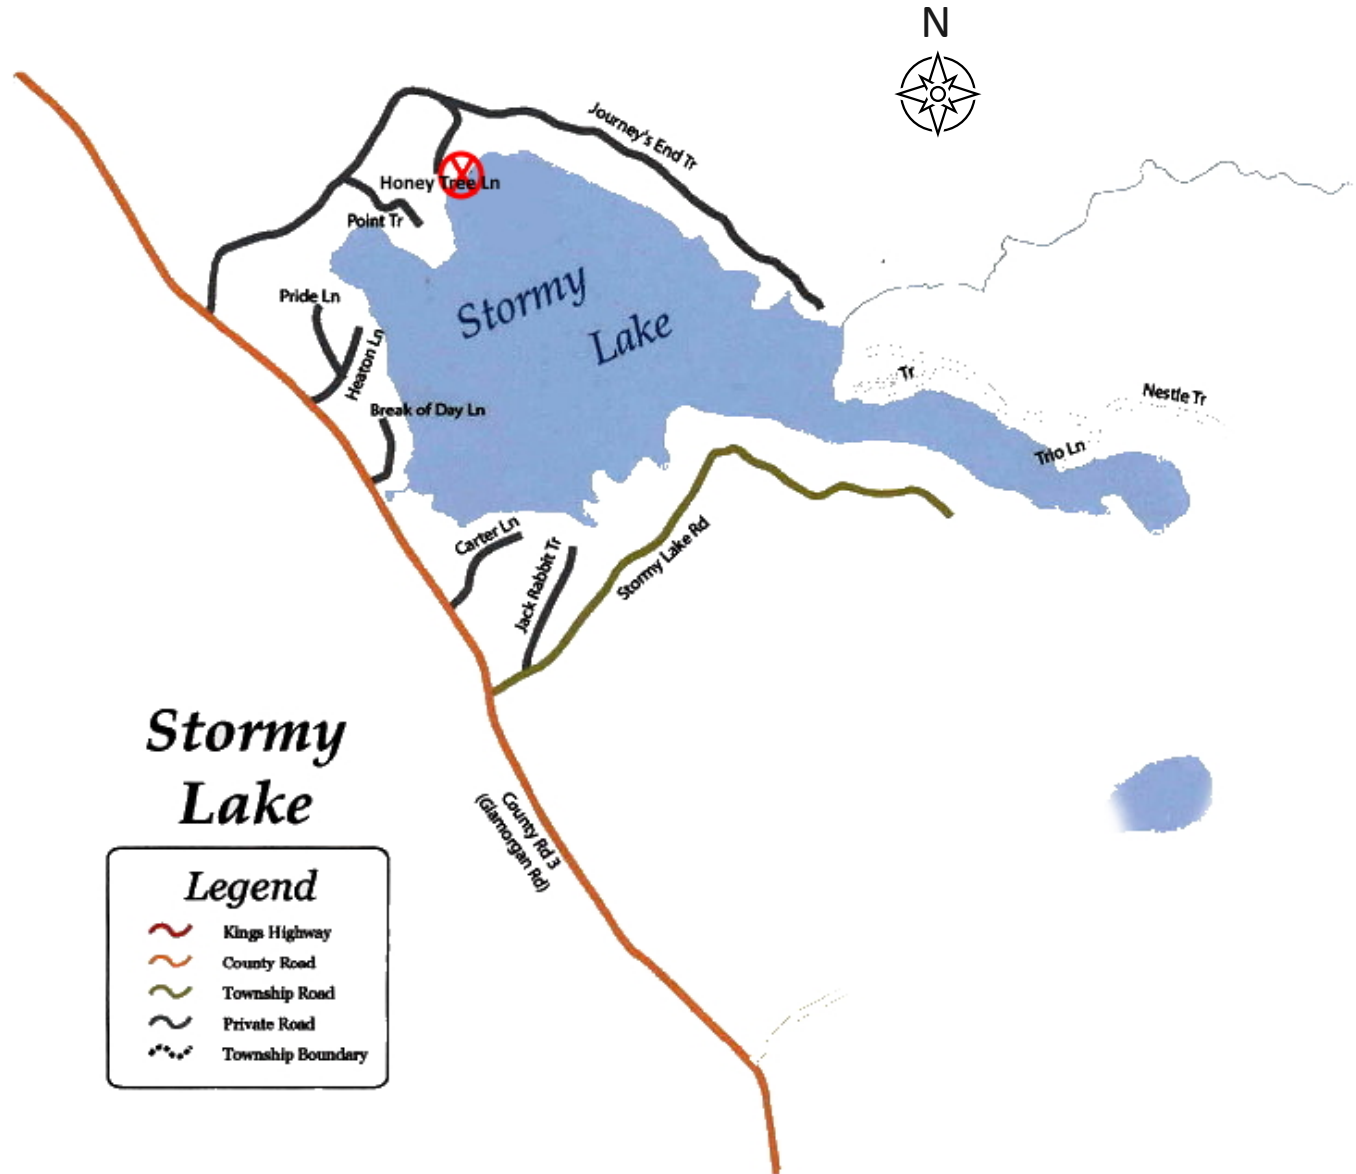 N
Journey's End Tr
Honey Tree Ln
Point Tr
Pride Ln
Heaton Ln
Stormy
Lake
Tr
Nestle Tr
Break of Day Ln
Trio Ln
Carter Ln
Jack Rabbit Tr
Stormy Lake Rd
Stormy
Lake
County Rd 3
(Glamorgan Rd)
Legend
Kings Highway
County Road
Township Road
Private Road
Township Boundary